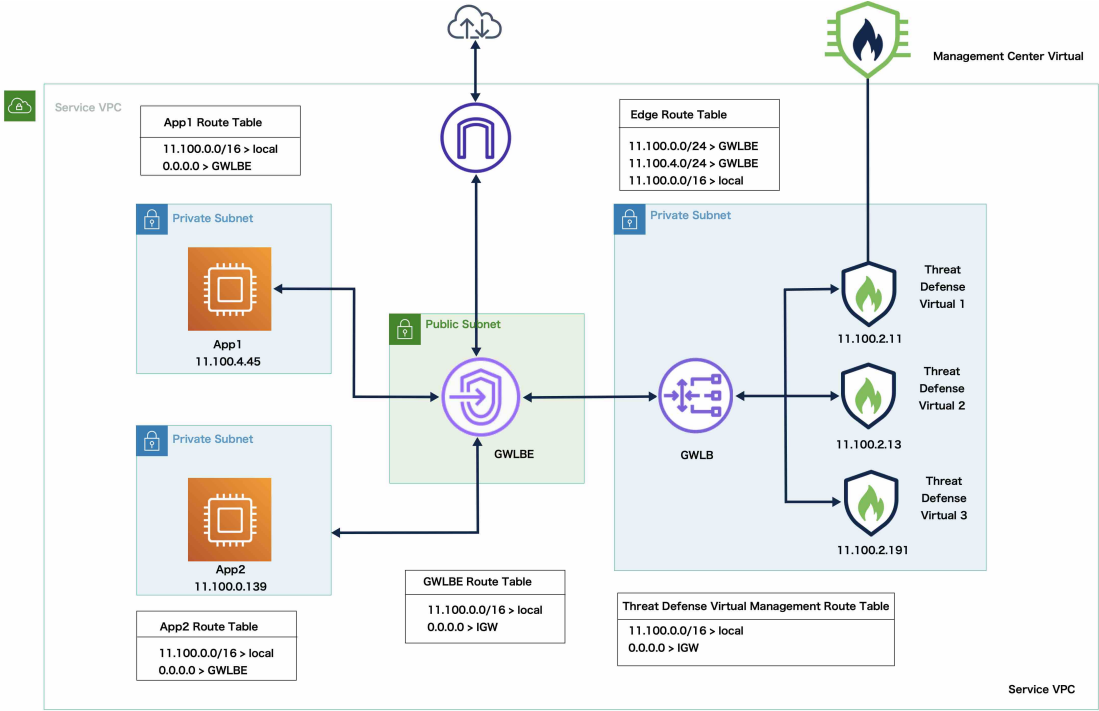 Management Center Virtual
Service VPC
App1 Route Table
11.100.0.0/16 > local
0.0.0.0 > GWLBE
Edge Route Table
11.100.0.0/24 > GWLBE
11.100.4.0/24 > GWLBE
11.100.0.0/16 > local
Private Subnet
App1
11.100.4.45
Public Subnet
GWLBE
Private Subnet
GWLB
Threat
Defense
Virtual 1
11.100.2.11
Threat
Defense
Virtual 2
11.100.2.13
Threat
Defense
Virtual 3
11.100.2.191
Private Subnet
App2
11.100.0.139
App2 Route Table
11.100.0.0/16 > local
0.0.0.0 > GWLBE
GWLBE Route Table
11.100.0.0/16 > local
0.0.0.0 > IGW
Threat Defense Virtual Management Route Table
11.100.0.0/16 > local
0.0.0.0 > IGW
Service VPC